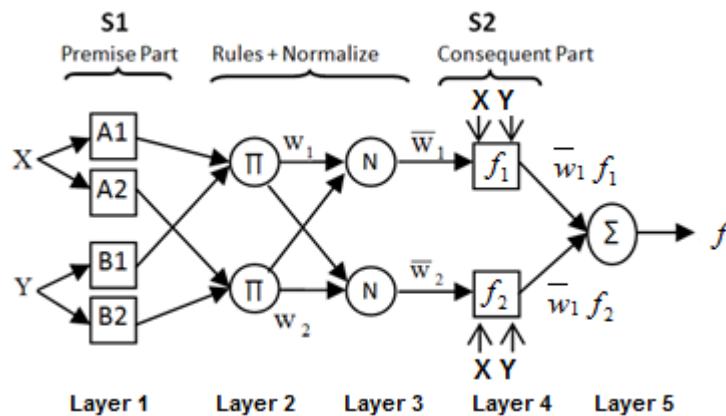 S1 S2
Premise Part Rules + Normalize Consequent Part
X Y
A1 w₁ w̅₁ w̅₁ f₁
X Π N f₁
A2
Σ f
B1 w̅₂
Y Π N f₂ w̅₁ f₂
B2 w₂
X Y
Layer 1 Layer 2 Layer 3 Layer 4 Layer 5